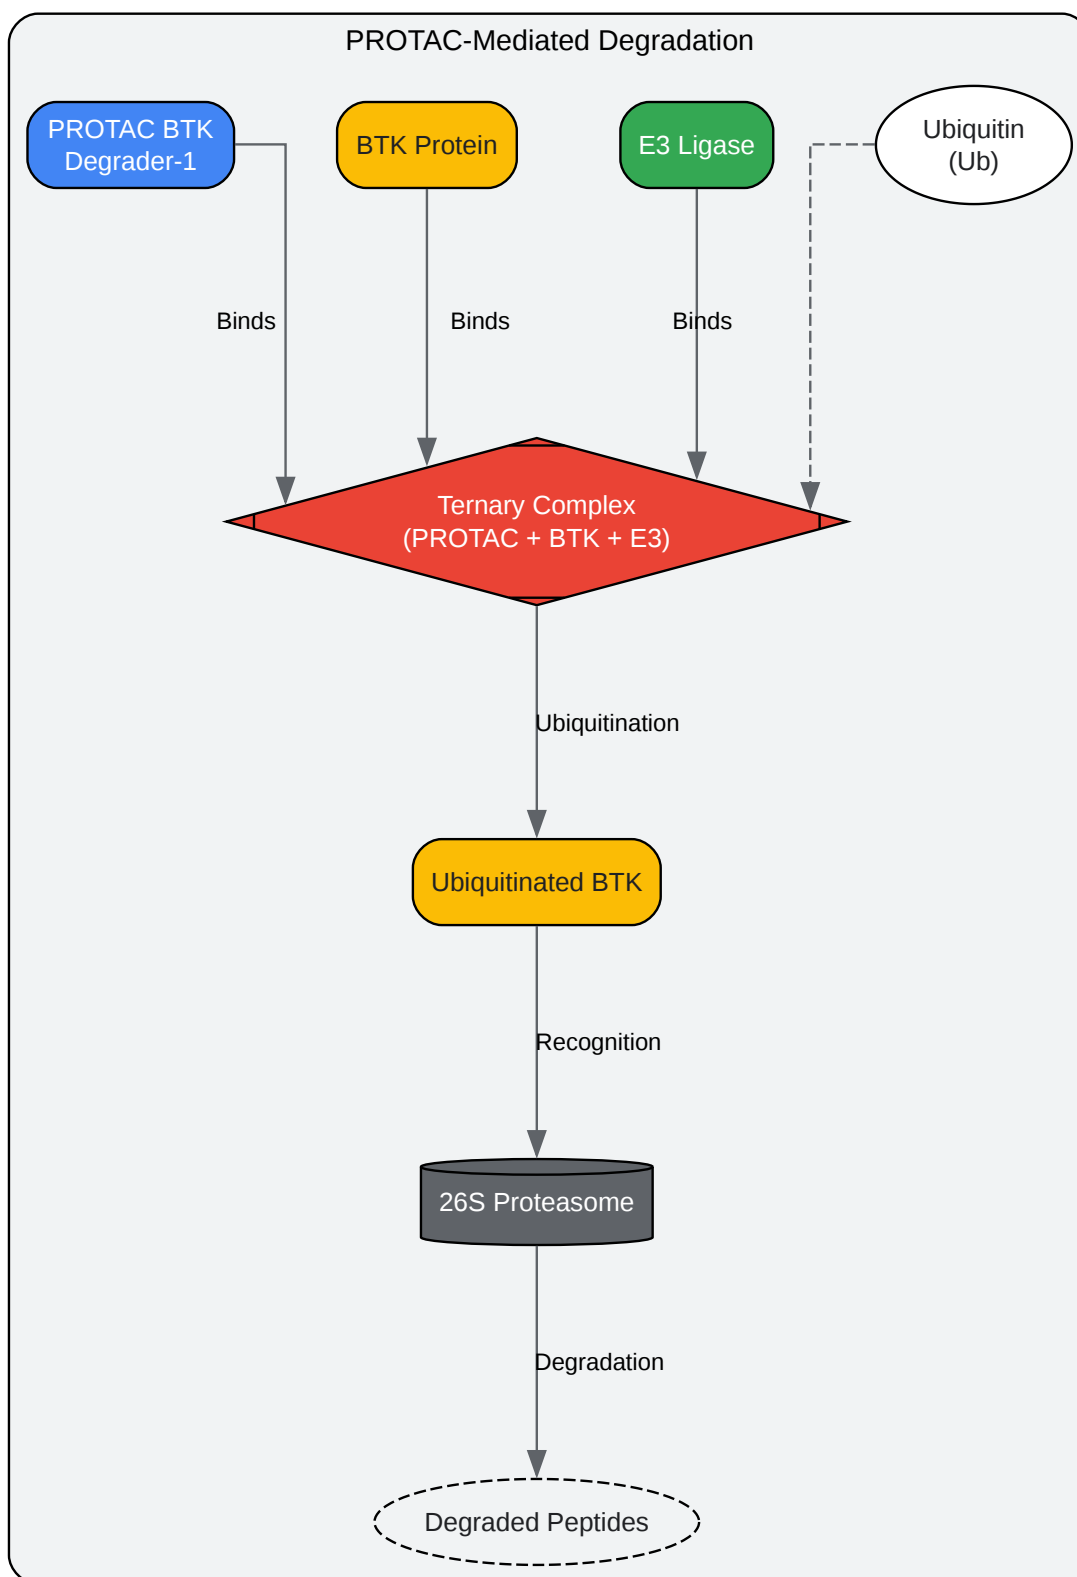 PROTAC-Mediated Degradation
PROTAC BTK
Degrader-1
BTK Protein
E3 Ligase
Ubiquitin
(Ub)
Binds
Binds
Binds
Ternary Complex
(PROTAC + BTK + E3)
Ubiquitination
Ubiquitinated BTK
Recognition
26S Proteasome
Degradation
Degraded Peptides